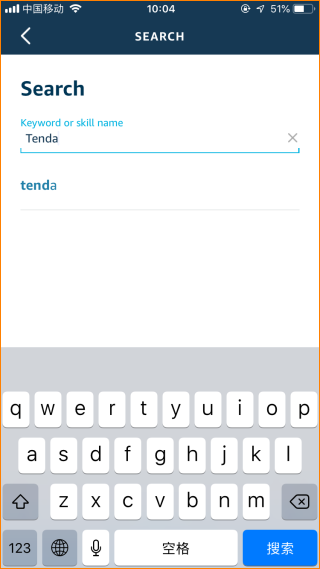 中国移动 10:04 51%
SEARCH
Search
Keyword or skill name
Tenda
tenda
q w e r t y u i o p
a s d f g h j k l
z x c v b n m
123 空格 搜索